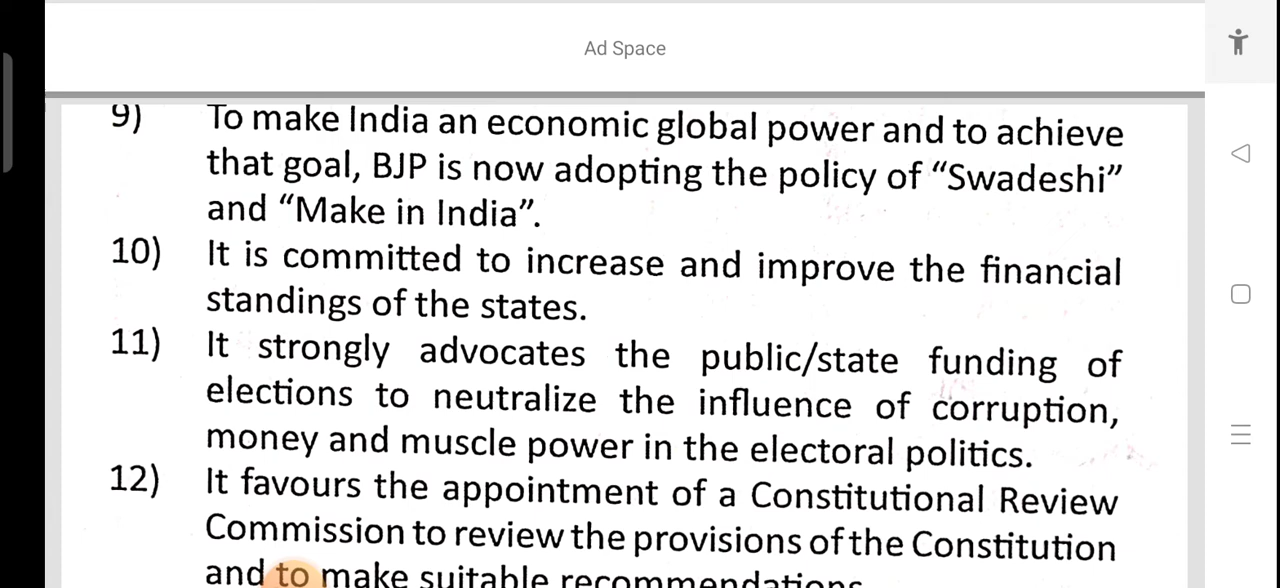 Ad Space
9) To make India an economic global power and to achieve
that goal, BJP is now adopting the policy of “Swadeshi”
and “Make in India”.
10) It is committed to increase and improve the financial
standings of the states.
11) It strongly advocates the public/state funding of
elections to neutralize the influence of corruption,
money and muscle power in the electoral politics.
12) It favours the appointment of a Constitutional Review
Commission to review the provisions of the Constitution
and to make suitable recommendations.